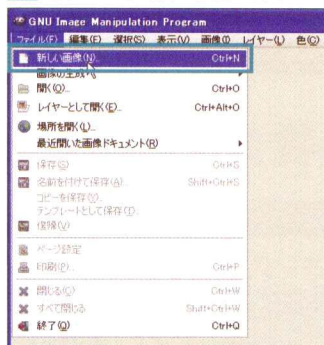 GNU Image Manipulation Program
ファイル(F) 編集(E) 選択(S) 表示(V) 画像(I) レイヤー(L) 色(C)
新しい画像(N)... Ctrl+N
画像の生成
開く(O)... Ctrl+O
レイヤーとして開く(E)... Ctrl+Alt+O
場所を開く(L)...
最近開いた画像ドキュメント(R)
保存(S) Ctrl+S
名前を付けて保存(A) Shift+Ctrl+S
コピーを保存(V)...
テンプレートとして保存(T)...
復帰(V)
ページ設定
印刷(P)... Ctrl+P
閉じる(C) Ctrl+W
すべて閉じる Shift+Ctrl+W
終了(Q) Ctrl+Q